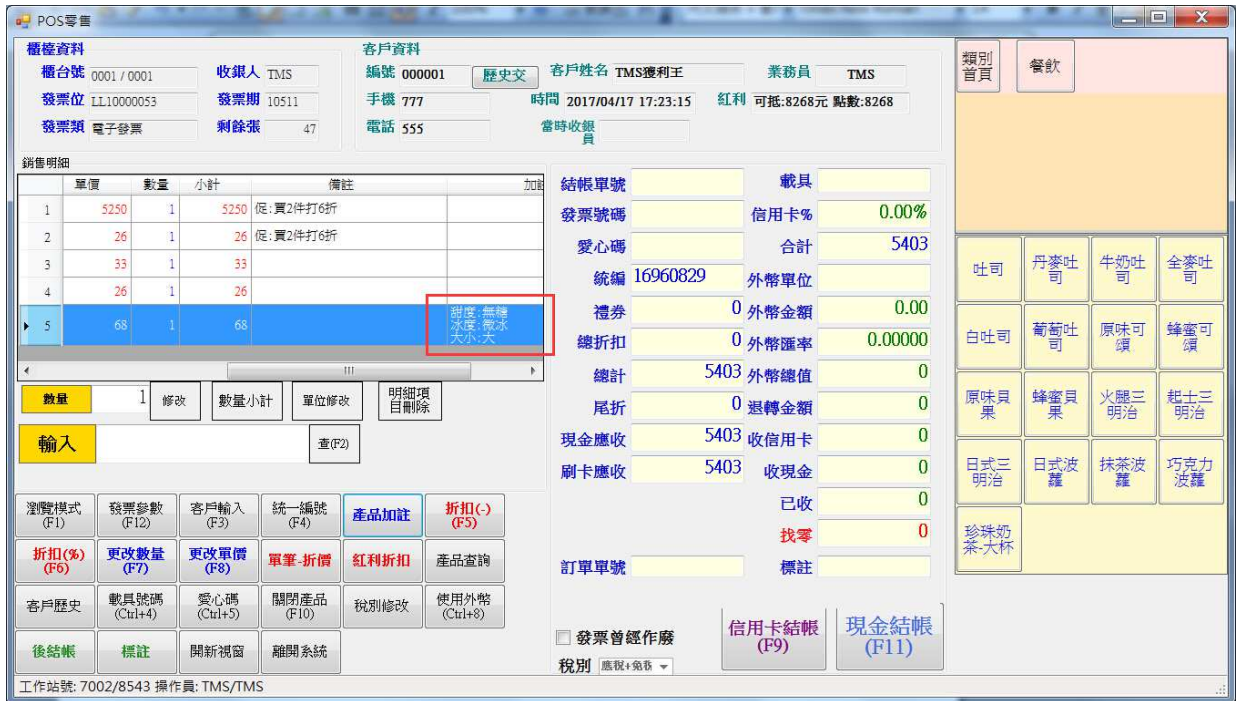 POS零售
櫃檯資料
櫃台號 0001 / 0001 收銀人 TMS
發票位 LL10000053 發票期 10511
發票類 電子發票 剩餘張 47
客戶資料
編號 000001 歷史交 客戶姓名 TMS獲利王 業務員 TMS
手機 777 時間 2017/04/17 17:23:15 紅利 可抵:8268元 點數:8268
電話 555 當時收銀員
銷售明細
單價 數量 小計 備註 加註
1 5250 1 5250 促:買2件打6折
2 26 1 26 促:買2件打6折
3 33 1 33
4 26 1 26
5 68 1 68 甜度:無糖
冰度:微冰
大小:大
數量 1 修改 數量小計 單位修改 明細項目刪除
輸入 查(F2)
瀏覽模式(F1) 發票參數(F12) 客戶輸入(F3) 統一編號(F4) 產品加註 折扣(-)(F5)
折扣(%)(F6) 更改數量(F7) 更改單價(F8) 單筆-折價 紅利折扣 產品查詢
客戶歷史 載具號碼(Ctrl+4) 愛心碼(Ctrl+5) 關閉產品(F10) 稅別修改 使用外幣(Ctrl+8)
後結帳 標註 開新視窗 離開系統
結帳單號 載具
發票號碼 信用卡% 0.00%
愛心碼 合計 5403
統編 16960829 外幣單位
禮券 0 外幣金額 0.00
總折扣 0 外幣匯率 0.00000
總計 5403 外幣總值 0
尾折 0 退轉金額 0
現金應收 5403 收信用卡 0
刷卡應收 5403 收現金 0
已收 0
找零 0
訂單單號 標註
發票曾經作廢
稅別 應稅+免稅
信用卡結帳(F9) 現金結帳(F11)
類別首頁 餐飲
吐司 丹麥吐司 牛奶吐司 全麥吐司
白吐司 葡萄吐司 原味可頌 蜂蜜可頌
原味貝果 蜂蜜貝果 火腿三明治 起士三明治
日式三明治 日式波蘿 抹茶波蘿 巧克力波蘿
珍珠奶茶-大杯
工作站號: 7002/8543 操作員: TMS/TMS